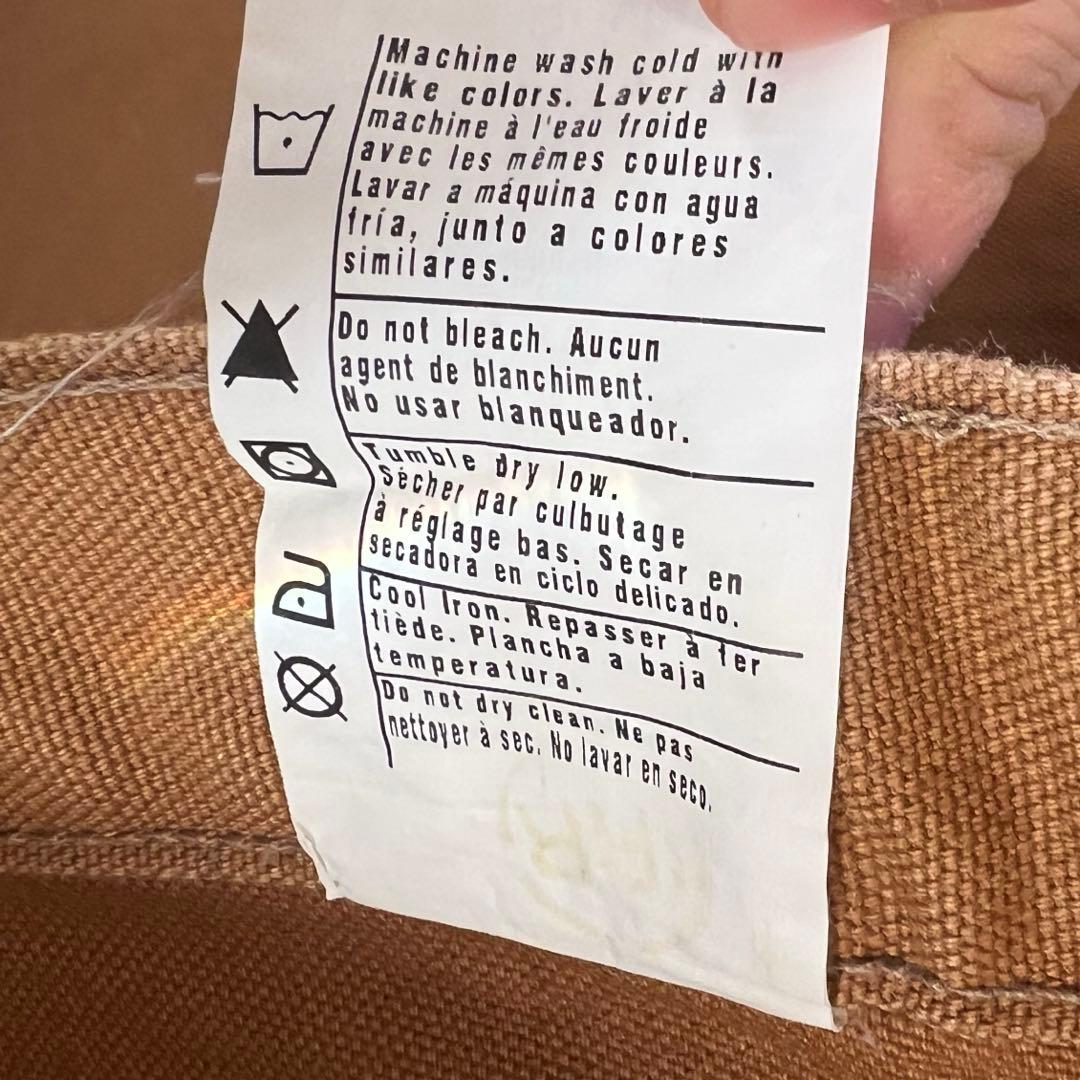 Machine wash cold with
like colors. Laver à la
machine à l'eau froide
avec les mêmes couleurs.
Lavar a máquina con agua
fría, junto a colores
similares.
Do not bleach. Aucun
agent de blanchiment.
No usar blanqueador.
Tumble dry low.
Sécher par culbutage
à réglage bas. Secar en
secadora en ciclo delicado.
Cool Iron. Repasser à fer
tiède. Plancha a baja
temperatura.
Do not dry clean. Ne pas
nettoyer à sec. No lavar en seco.